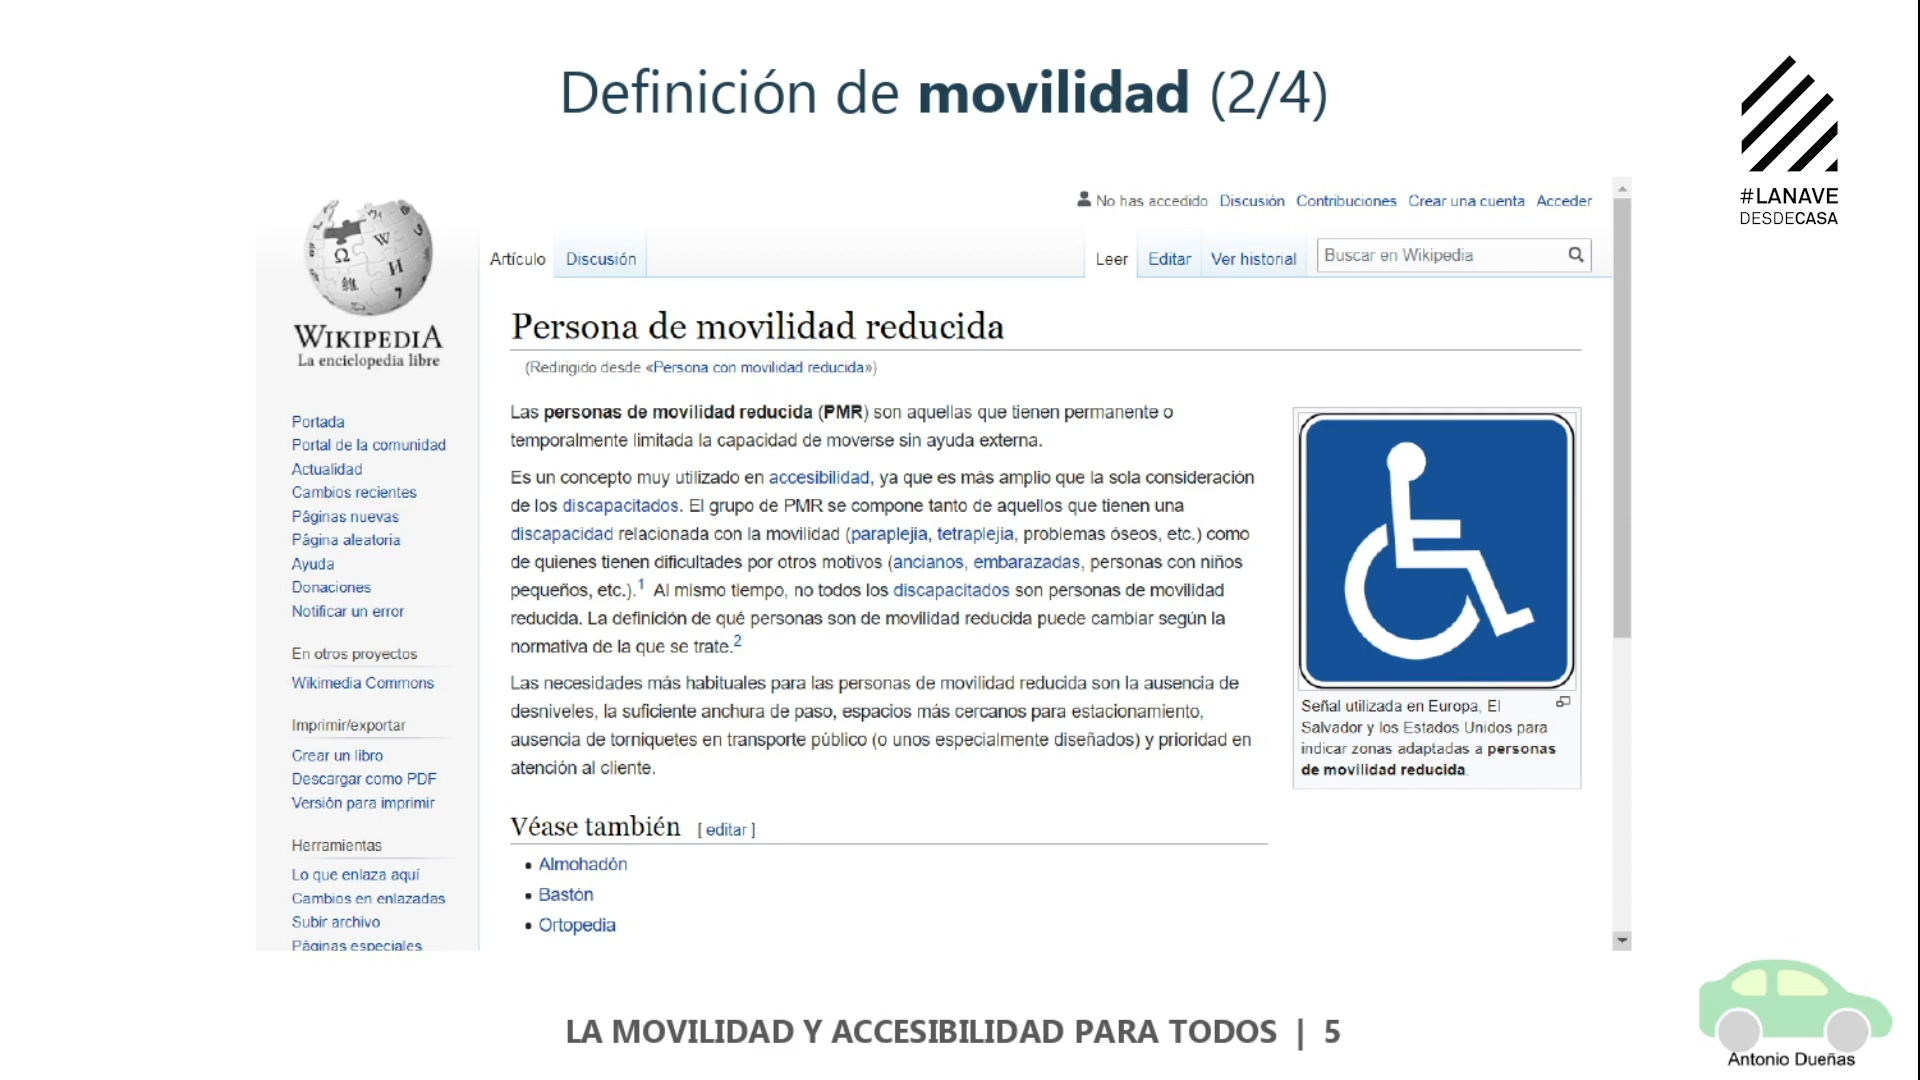 Definición de movilidad (2/4)
#LANAVE
DESDECASA
WIKIPEDIA
La enciclopedia libre
No has accedido Discusión Contribuciones Crear una cuenta Acceder
Artículo Discusión Leer Editar Ver historial Buscar en Wikipedia
Portada
Portal de la comunidad
Actualidad
Cambios recientes
Páginas nuevas
Página aleatoria
Ayuda
Donaciones
Notificar un error
En otros proyectos
Wikimedia Commons
Imprimir/exportar
Crear un libro
Descargar como PDF
Versión para imprimir
Herramientas
Lo que enlaza aquí
Cambios en enlazadas
Subir archivo
Páginas especiales
Persona de movilidad reducida
(Redirigido desde «Persona con movilidad reducida»)
Las personas de movilidad reducida (PMR) son aquellas que tienen permanente o
temporalmente limitada la capacidad de moverse sin ayuda externa.
Es un concepto muy utilizado en accesibilidad, ya que es más amplio que la sola consideración
de los discapacitados. El grupo de PMR se compone tanto de aquellos que tienen una
discapacidad relacionada con la movilidad (paraplejia, tetraplejia, problemas óseos, etc.) como
de quienes tienen dificultades por otros motivos (ancianos, embarazadas, personas con niños
pequeños, etc.).1 Al mismo tiempo, no todos los discapacitados son personas de movilidad
reducida. La definición de qué personas son de movilidad reducida puede cambiar según la
normativa de la que se trate.2
Las necesidades más habituales para las personas de movilidad reducida son la ausencia de
desniveles, la suficiente anchura de paso, espacios más cercanos para estacionamiento,
ausencia de torniquetes en transporte público (o unos especialmente diseñados) y prioridad en
atención al cliente.
Señal utilizada en Europa, El
Salvador y los Estados Unidos para
indicar zonas adaptadas a personas
de movilidad reducida.
Véase también [ editar ]
Almohadón
Bastón
Ortopedia
LA MOVILIDAD Y ACCESIBILIDAD PARA TODOS | 5
Antonio Dueñas